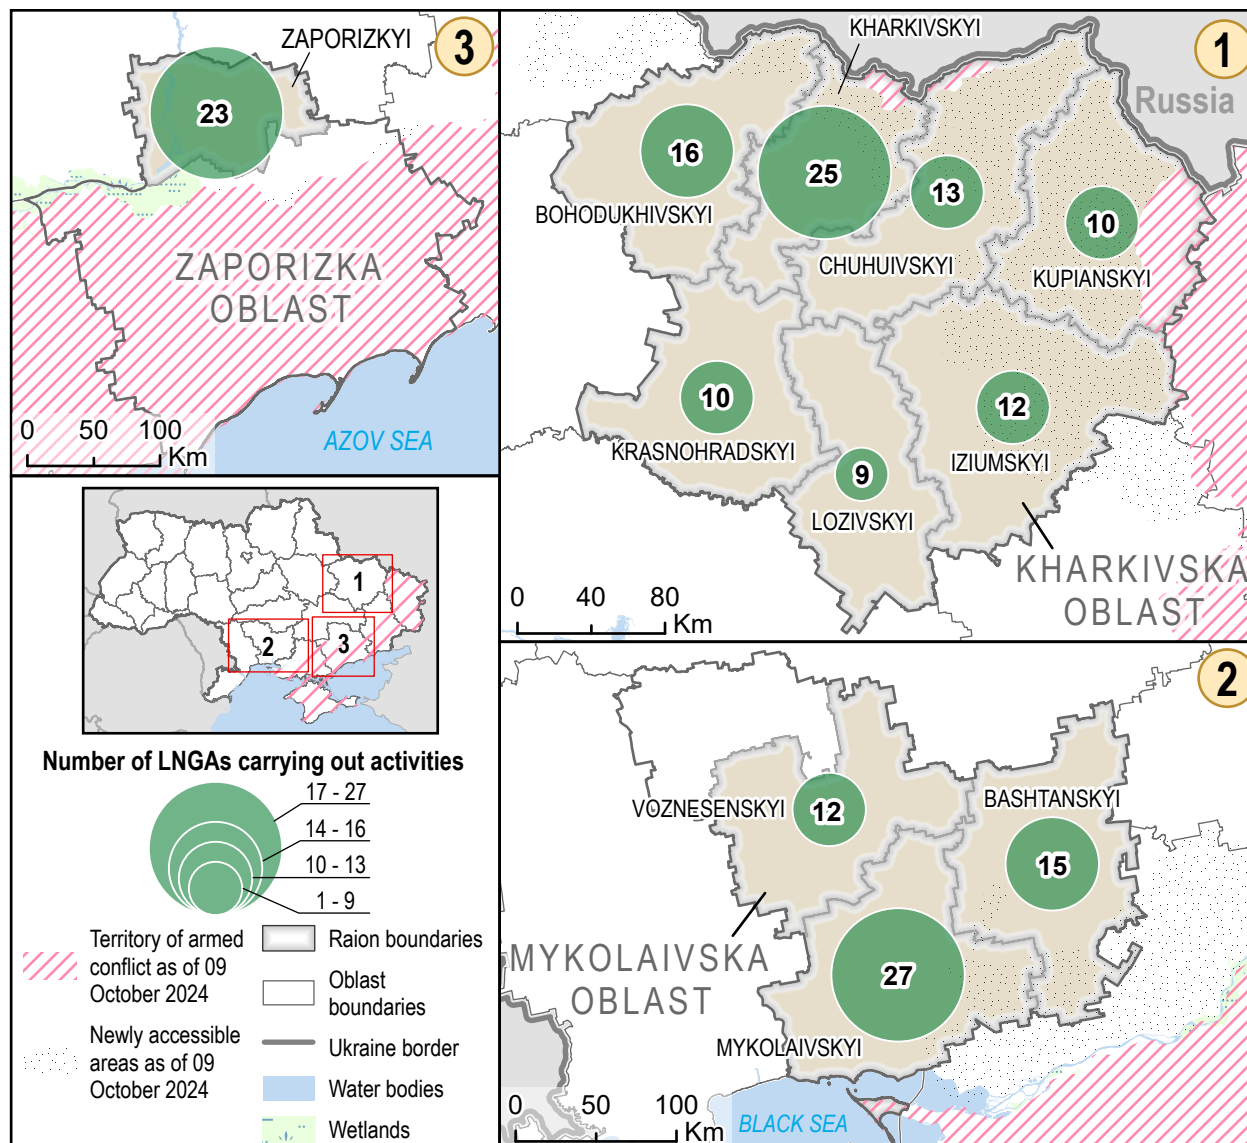 ZAPORIZKYI
3
23
ZAPORIZKA
OBLAST
AZOV SEA
0 50 100
Km
KHARKIVSKYI
1
Russia
16
25
13
10
BOHODUKHIVSKYI
CHUHUIVSKYI
KUPIANSKYI
10
12
KRASNOHRADSKYI
9
IZIUMSKYI
LOZIVSKYI
KHARKIVSKA
OBLAST
0 40 80
Km
1
2
3
Number of LNGAs carrying out activities
17 - 27
14 - 16
10 - 13
1 - 9
Territory of armed
conflict as of 09
October 2024
Newly accessible
areas as of 09
October 2024
Raion boundaries
Oblast
boundaries
Ukraine border
Water bodies
Wetlands
2
VOZNESENSKYI
12
BASHTANSKYI
15
MYKOLAIVSKA
OBLAST
27
MYKOLAIVSKYI
0 50 100
Km
BLACK SEA